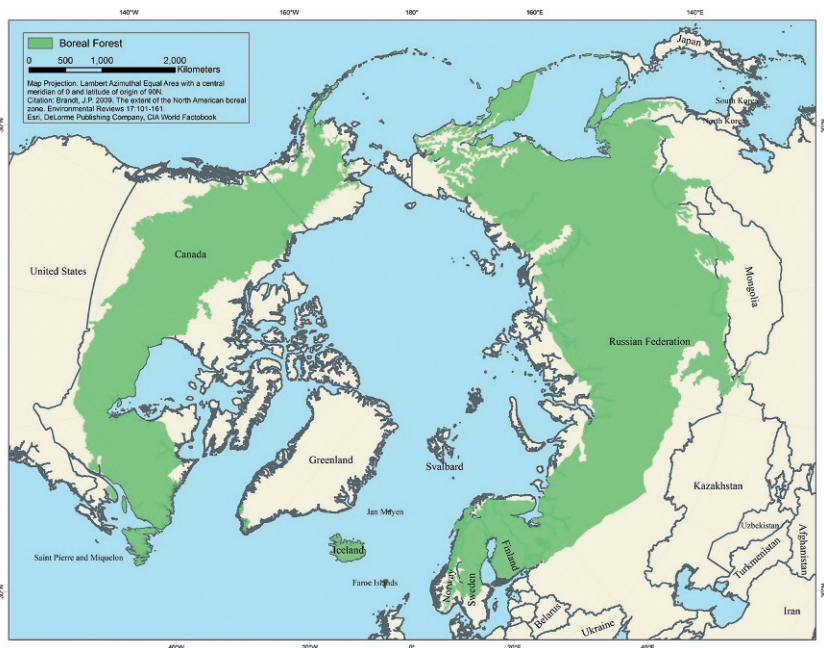 140°W
160°W
180°
160°E
140°E
Boreal Forest
0 500 1,000 2,000
Kilometers
Map Projection: Lambert Azimuthal Equal Area with a central
meridian of 0 and latitude of origin of 90N.
Citation: Brandt, J.P. 2009. The extent of the North American boreal
zone. Environmental Reviews 17:101-161.
Esri, DeLorme Publishing Company, CIA World Factbook
Japan
South Korea
North Korea
Canada
United States
Mongolia
Russian Federation
Greenland
Svalbard
Kazakhstan
Jan Mayen
Uzbekistan
Afghanistan
Turkmenistan
Iceland
Finland
Saint Pierre and Miquelon
Faroe Islands
Norway
Sweden
Belarus
Ukraine
Iran
30°W
20°E